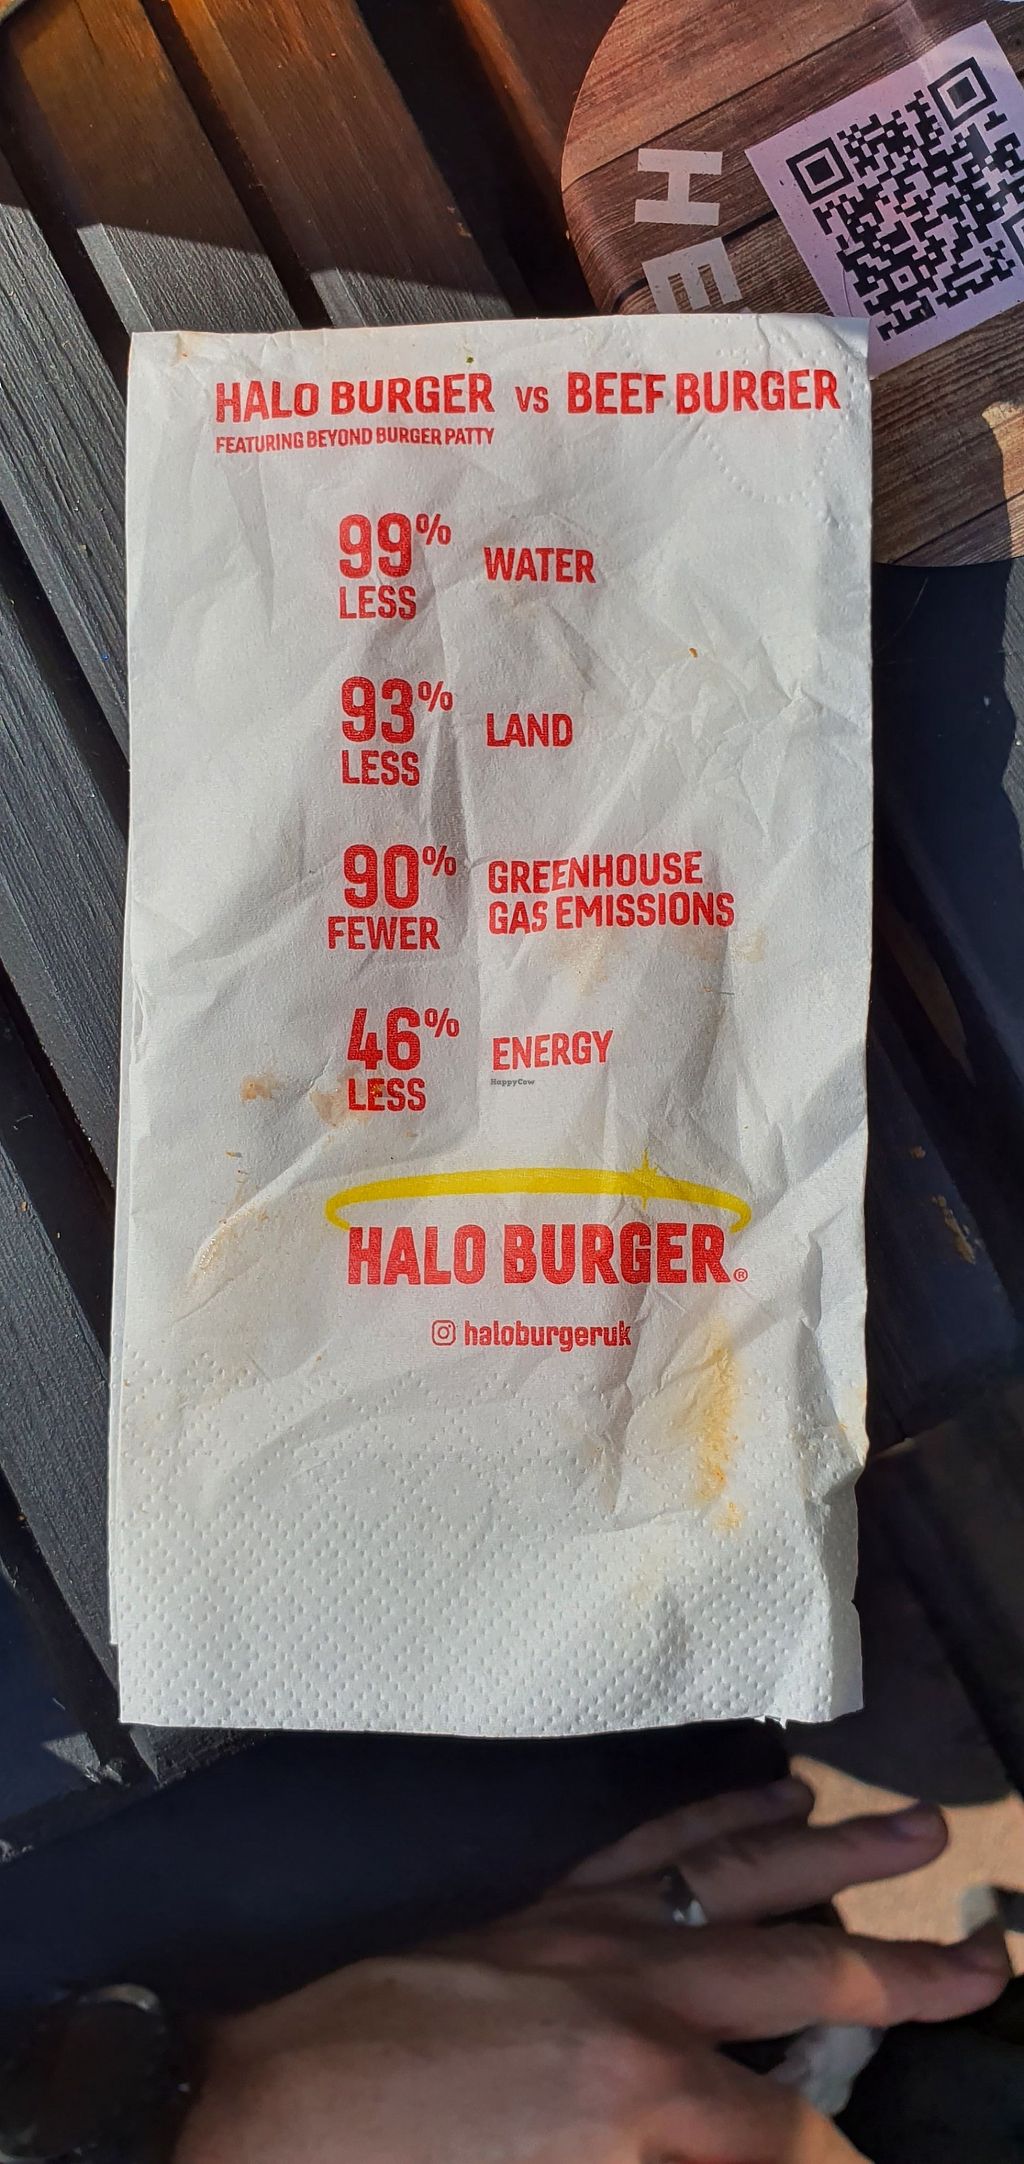 HE
HALO BURGER VS BEEF BURGER
FEATURING BEYOND BURGER PATTY
99%
LESS
WATER
93%
LESS
LAND
90%
FEWER
GREENHOUSE
GAS EMISSIONS
46%
LESS
ENERGY
HappyCow
HALO BURGER®
haloburgeruk